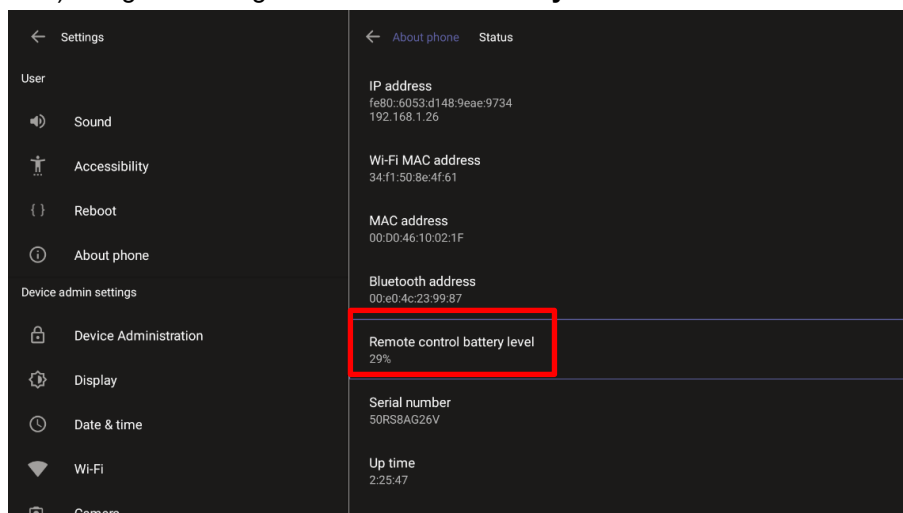 Settings
User
Sound
Accessibility
{ } Reboot
About phone
Device admin settings
Device Administration
Display
Date & time
Wi-Fi
About phone Status
IP address
fe80::6053:d148:9eae:9734
192.168.1.26
Wi-Fi MAC address
34:f1:50:8e:4f:61
MAC address
00:D0:46:10:02:1F
Bluetooth address
00:e0:4c:23:99:87
Remote control battery level
29%
Serial number
50RS8AG26V
Up time
2:25:47